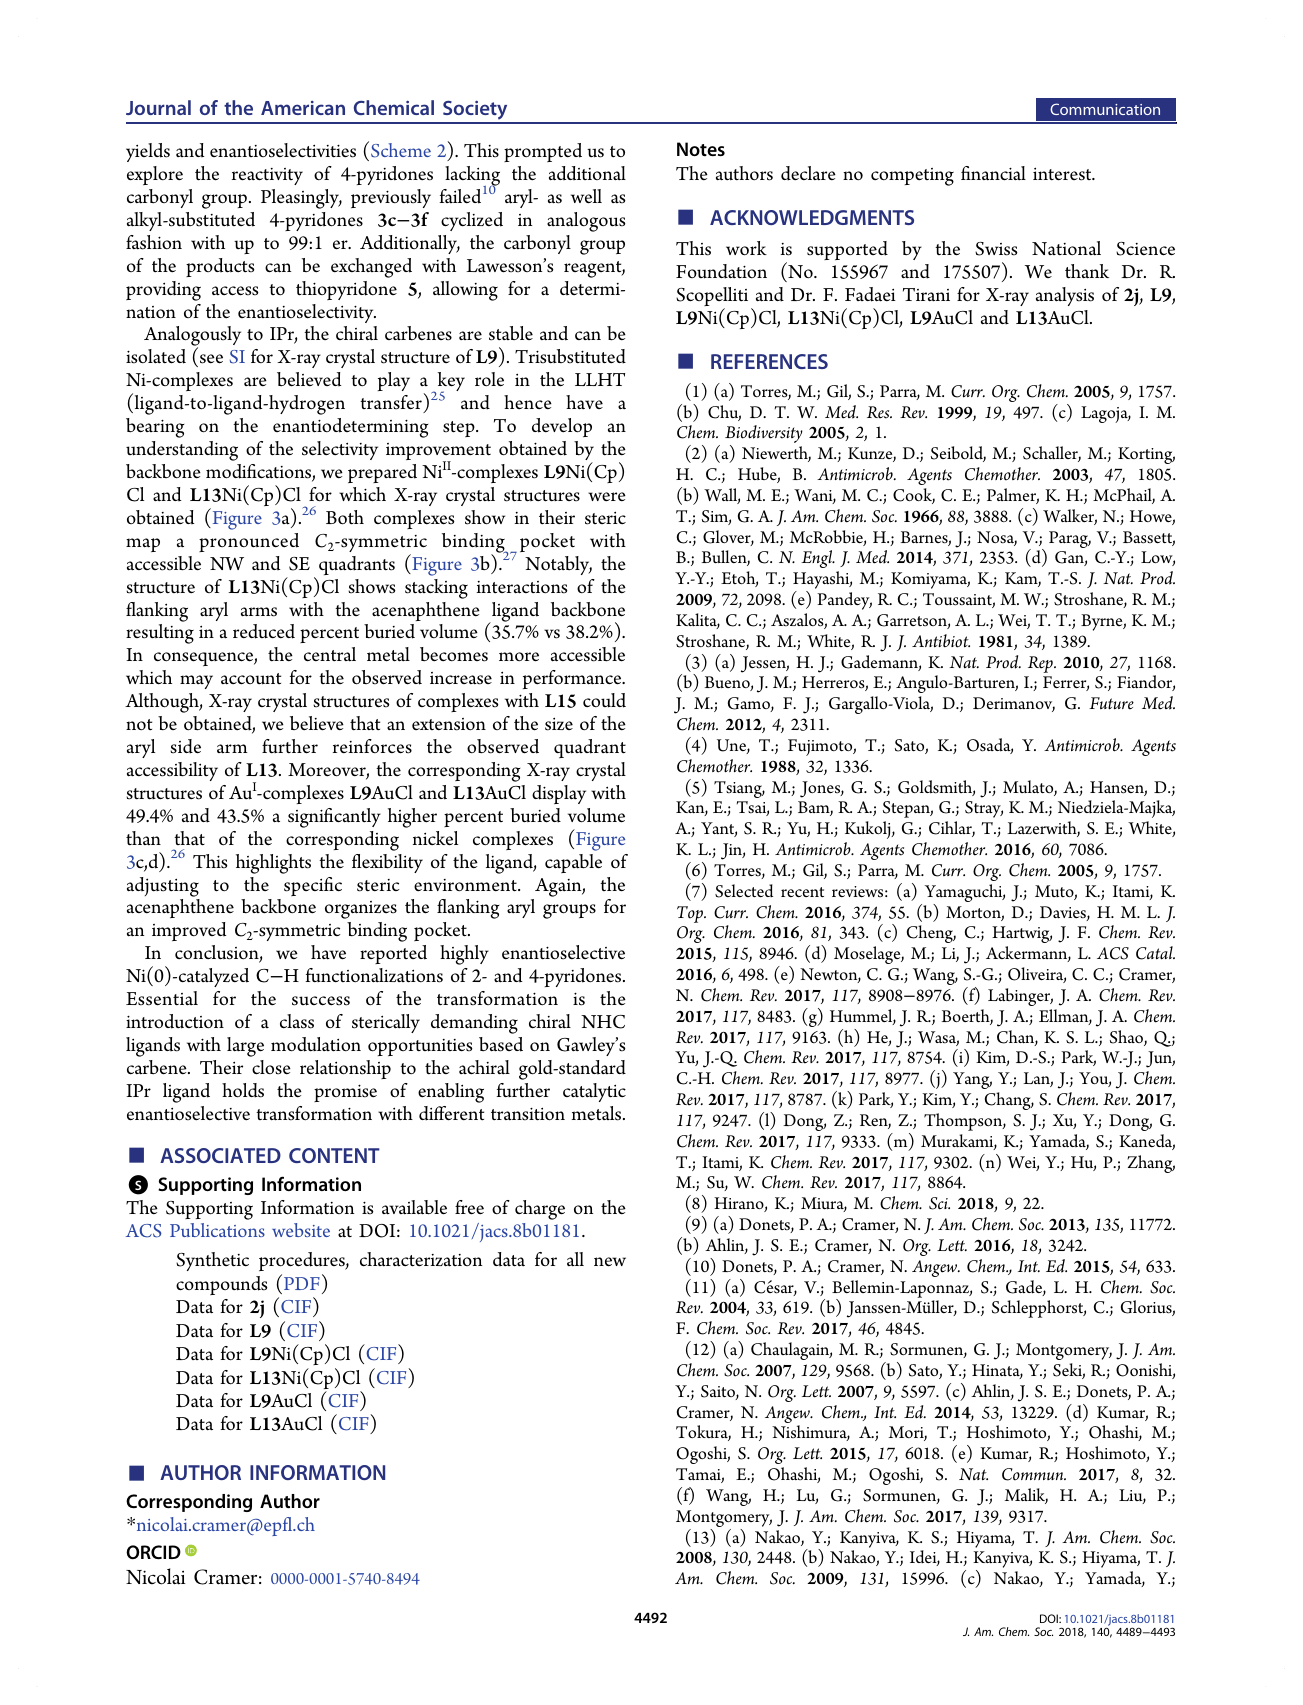 Journal of the American Chemical Society
Communication
yields and enantioselectivities (Scheme 2). This prompted us to
explore the reactivity of 4-pyridones lacking the additional
carbonyl group. Pleasingly, previously failed10 aryl- as well as
alkyl-substituted 4-pyridones 3c−3f cyclized in analogous
fashion with up to 99:1 er. Additionally, the carbonyl group
of the products can be exchanged with Lawesson's reagent,
providing access to thiopyridone 5, allowing for a determi-
nation of the enantioselectivity.
Analogously to IPr, the chiral carbenes are stable and can be
isolated (see SI for X-ray crystal structure of L9). Trisubstituted
Ni-complexes are believed to play a key role in the LLHT
(ligand-to-ligand-hydrogen transfer)25 and hence have a
bearing on the enantiodetermining step. To develop an
understanding of the selectivity improvement obtained by the
backbone modifications, we prepared NiII-complexes L9Ni(Cp)
Cl and L13Ni(Cp)Cl for which X-ray crystal structures were
obtained (Figure 3a).26 Both complexes show in their steric
map a pronounced C2-symmetric binding pocket with
accessible NW and SE quadrants (Figure 3b).27 Notably, the
structure of L13Ni(Cp)Cl shows stacking interactions of the
flanking aryl arms with the acenaphthene ligand backbone
resulting in a reduced percent buried volume (35.7% vs 38.2%).
In consequence, the central metal becomes more accessible
which may account for the observed increase in performance.
Although, X-ray crystal structures of complexes with L15 could
not be obtained, we believe that an extension of the size of the
aryl side arm further reinforces the observed quadrant
accessibility of L13. Moreover, the corresponding X-ray crystal
structures of AuI-complexes L9AuCl and L13AuCl display with
49.4% and 43.5% a significantly higher percent buried volume
than that of the corresponding nickel complexes (Figure
3c,d).26 This highlights the flexibility of the ligand, capable of
adjusting to the specific steric environment. Again, the
acenaphthene backbone organizes the flanking aryl groups for
an improved C2-symmetric binding pocket.
In conclusion, we have reported highly enantioselective
Ni(0)-catalyzed C−H functionalizations of 2- and 4-pyridones.
Essential for the success of the transformation is the
introduction of a class of sterically demanding chiral NHC
ligands with large modulation opportunities based on Gawley's
carbene. Their close relationship to the achiral gold-standard
IPr ligand holds the promise of enabling further catalytic
enantioselective transformation with different transition metals.
■ ASSOCIATED CONTENT
S Supporting Information
The Supporting Information is available free of charge on the
ACS Publications website at DOI: 10.1021/jacs.8b01181.
Synthetic procedures, characterization data for all new
compounds (PDF)
Data for 2j (CIF)
Data for L9 (CIF)
Data for L9Ni(Cp)Cl (CIF)
Data for L13Ni(Cp)Cl (CIF)
Data for L9AuCl (CIF)
Data for L13AuCl (CIF)
■ AUTHOR INFORMATION
Corresponding Author
*nicolai.cramer@epfl.ch
ORCID iD
Nicolai Cramer: 0000-0001-5740-8494
Notes
The authors declare no competing financial interest.
■ ACKNOWLEDGMENTS
This work is supported by the Swiss National Science
Foundation (No. 155967 and 175507). We thank Dr. R.
Scopelliti and Dr. F. Fadaei Tirani for X-ray analysis of 2j, L9,
L9Ni(Cp)Cl, L13Ni(Cp)Cl, L9AuCl and L13AuCl.
■ REFERENCES
(1) (a) Torres, M.; Gil, S.; Parra, M. Curr. Org. Chem. 2005, 9, 1757.
(b) Chu, D. T. W. Med. Res. Rev. 1999, 19, 497. (c) Lagoja, I. M.
Chem. Biodiversity 2005, 2, 1.
(2) (a) Niewerth, M.; Kunze, D.; Seibold, M.; Schaller, M.; Korting,
H. C.; Hube, B. Antimicrob. Agents Chemother. 2003, 47, 1805.
(b) Wall, M. E.; Wani, M. C.; Cook, C. E.; Palmer, K. H.; McPhail, A.
T.; Sim, G. A. J. Am. Chem. Soc. 1966, 88, 3888. (c) Walker, N.; Howe,
C.; Glover, M.; McRobbie, H.; Barnes, J.; Nosa, V.; Parag, V.; Bassett,
B.; Bullen, C. N. Engl. J. Med. 2014, 371, 2353. (d) Gan, C.-Y.; Low,
Y.-Y.; Etoh, T.; Hayashi, M.; Komiyama, K.; Kam, T.-S. J. Nat. Prod.
2009, 72, 2098. (e) Pandey, R. C.; Toussaint, M. W.; Stroshane, R. M.;
Kalita, C. C.; Aszalos, A. A.; Garretson, A. L.; Wei, T. T.; Byrne, K. M.;
Stroshane, R. M.; White, R. J. J. Antibiot. 1981, 34, 1389.
(3) (a) Jessen, H. J.; Gademann, K. Nat. Prod. Rep. 2010, 27, 1168.
(b) Bueno, J. M.; Herreros, E.; Angulo-Barturen, I.; Ferrer, S.; Fiandor,
J. M.; Gamo, F. J.; Gargallo-Viola, D.; Derimanov, G. Future Med.
Chem. 2012, 4, 2311.
(4) Une, T.; Fujimoto, T.; Sato, K.; Osada, Y. Antimicrob. Agents
Chemother. 1988, 32, 1336.
(5) Tsiang, M.; Jones, G. S.; Goldsmith, J.; Mulato, A.; Hansen, D.;
Kan, E.; Tsai, L.; Bam, R. A.; Stepan, G.; Stray, K. M.; Niedziela-Majka,
A.; Yant, S. R.; Yu, H.; Kukolj, G.; Cihlar, T.; Lazerwith, S. E.; White,
K. L.; Jin, H. Antimicrob. Agents Chemother. 2016, 60, 7086.
(6) Torres, M.; Gil, S.; Parra, M. Curr. Org. Chem. 2005, 9, 1757.
(7) Selected recent reviews: (a) Yamaguchi, J.; Muto, K.; Itami, K.
Top. Curr. Chem. 2016, 374, 55. (b) Morton, D.; Davies, H. M. L. J.
Org. Chem. 2016, 81, 343. (c) Cheng, C.; Hartwig, J. F. Chem. Rev.
2015, 115, 8946. (d) Moselage, M.; Li, J.; Ackermann, L. ACS Catal.
2016, 6, 498. (e) Newton, C. G.; Wang, S.-G.; Oliveira, C. C.; Cramer,
N. Chem. Rev. 2017, 117, 8908−8976. (f) Labinger, J. A. Chem. Rev.
2017, 117, 8483. (g) Hummel, J. R.; Boerth, J. A.; Ellman, J. A. Chem.
Rev. 2017, 117, 9163. (h) He, J.; Wasa, M.; Chan, K. S. L.; Shao, Q.;
Yu, J.-Q. Chem. Rev. 2017, 117, 8754. (i) Kim, D.-S.; Park, W.-J.; Jun,
C.-H. Chem. Rev. 2017, 117, 8977. (j) Yang, Y.; Lan, J.; You, J. Chem.
Rev. 2017, 117, 8787. (k) Park, Y.; Kim, Y.; Chang, S. Chem. Rev. 2017,
117, 9247. (l) Dong, Z.; Ren, Z.; Thompson, S. J.; Xu, Y.; Dong, G.
Chem. Rev. 2017, 117, 9333. (m) Murakami, K.; Yamada, S.; Kaneda,
T.; Itami, K. Chem. Rev. 2017, 117, 9302. (n) Wei, Y.; Hu, P.; Zhang,
M.; Su, W. Chem. Rev. 2017, 117, 8864.
(8) Hirano, K.; Miura, M. Chem. Sci. 2018, 9, 22.
(9) (a) Donets, P. A.; Cramer, N. J. Am. Chem. Soc. 2013, 135, 11772.
(b) Ahlin, J. S. E.; Cramer, N. Org. Lett. 2016, 18, 3242.
(10) Donets, P. A.; Cramer, N. Angew. Chem., Int. Ed. 2015, 54, 633.
(11) (a) César, V.; Bellemin-Laponnaz, S.; Gade, L. H. Chem. Soc.
Rev. 2004, 33, 619. (b) Janssen-Müller, D.; Schlepphorst, C.; Glorius,
F. Chem. Soc. Rev. 2017, 46, 4845.
(12) (a) Chaulagain, M. R.; Sormunen, G. J.; Montgomery, J. J. Am.
Chem. Soc. 2007, 129, 9568. (b) Sato, Y.; Hinata, Y.; Seki, R.; Oonishi,
Y.; Saito, N. Org. Lett. 2007, 9, 5597. (c) Ahlin, J. S. E.; Donets, P. A.;
Cramer, N. Angew. Chem., Int. Ed. 2014, 53, 13229. (d) Kumar, R.;
Tokura, H.; Nishimura, A.; Mori, T.; Hoshimoto, Y.; Ohashi, M.;
Ogoshi, S. Org. Lett. 2015, 17, 6018. (e) Kumar, R.; Hoshimoto, Y.;
Tamai, E.; Ohashi, M.; Ogoshi, S. Nat. Commun. 2017, 8, 32.
(f) Wang, H.; Lu, G.; Sormunen, G. J.; Malik, H. A.; Liu, P.;
Montgomery, J. J. Am. Chem. Soc. 2017, 139, 9317.
(13) (a) Nakao, Y.; Kanyiva, K. S.; Hiyama, T. J. Am. Chem. Soc.
2008, 130, 2448. (b) Nakao, Y.; Idei, H.; Kanyiva, K. S.; Hiyama, T. J.
Am. Chem. Soc. 2009, 131, 15996. (c) Nakao, Y.; Yamada, Y.;
4492
DOI: 10.1021/jacs.8b01181
J. Am. Chem. Soc. 2018, 140, 4489−4493